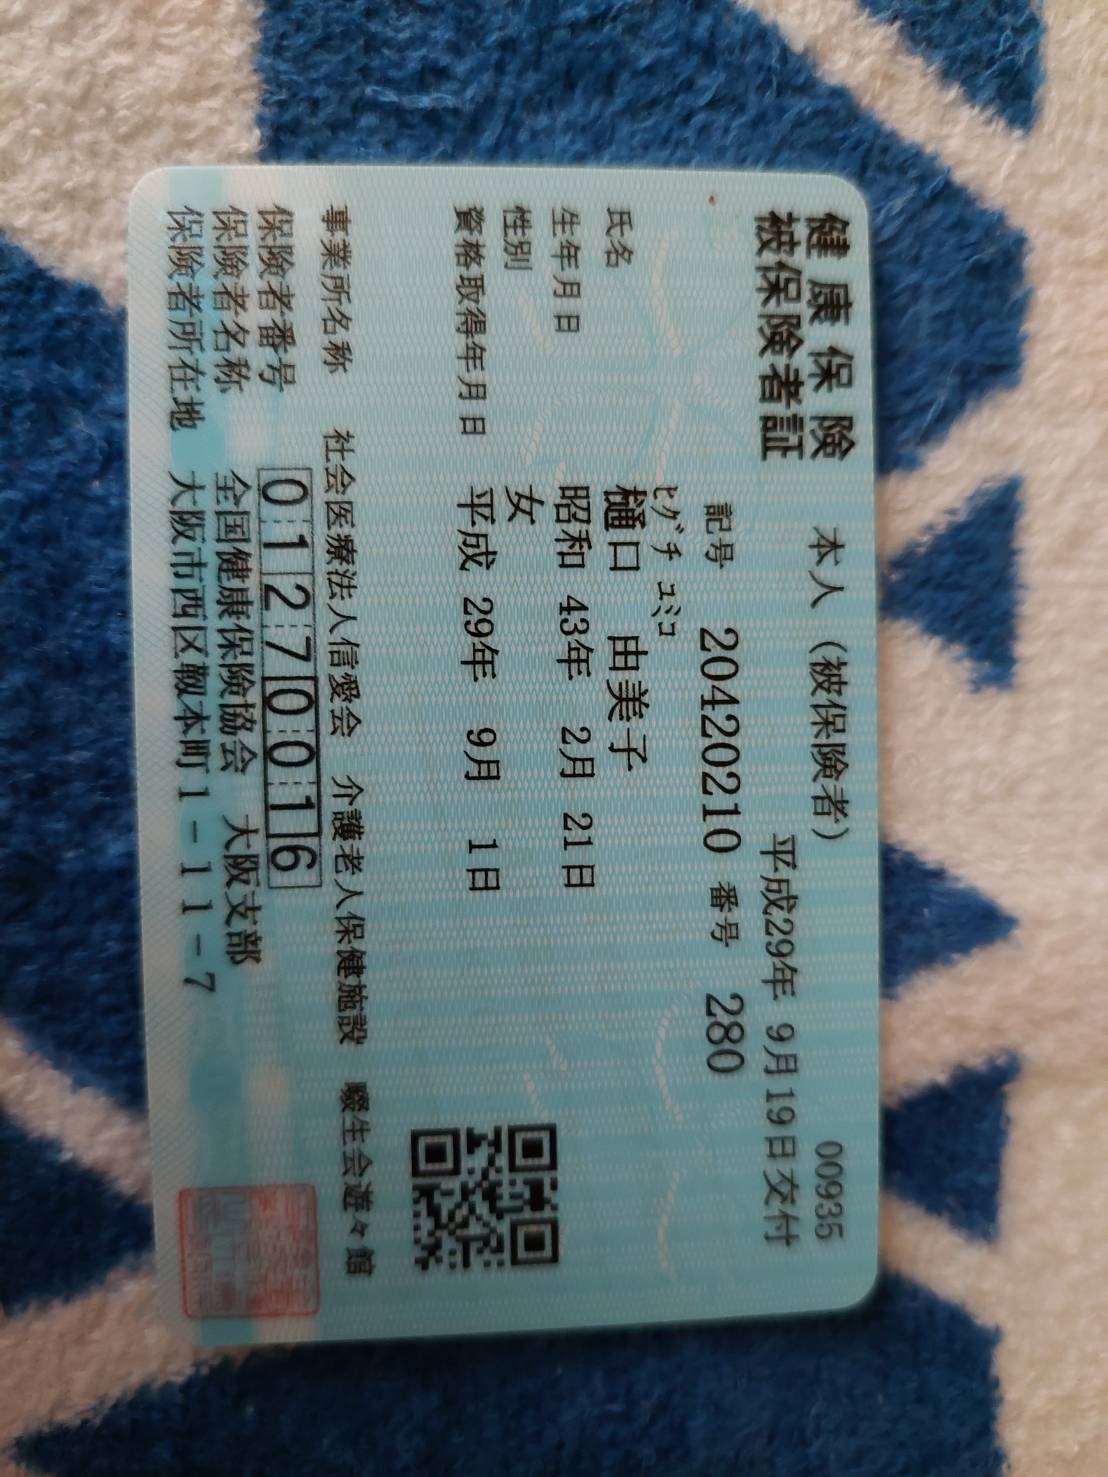 健康保険 本人（被保険者） 00935
被保険者証 平成29年 9月19日交付
記号 20420210 番号 280
ﾋｸﾞﾁ ﾕﾐｺ
氏名 樋口 由美子
生年月日 昭和 43年 2月 21日
性別 女
資格取得年月日 平成 29年 9月 1日
事業所名称 社会医療法人信愛会 介護老人保健施設 畷生会遊々館
保険者番号 01270016
保険者名称 全国健康保険協会 大阪支部
保険者所在地 大阪市西区靱本町1-11-7